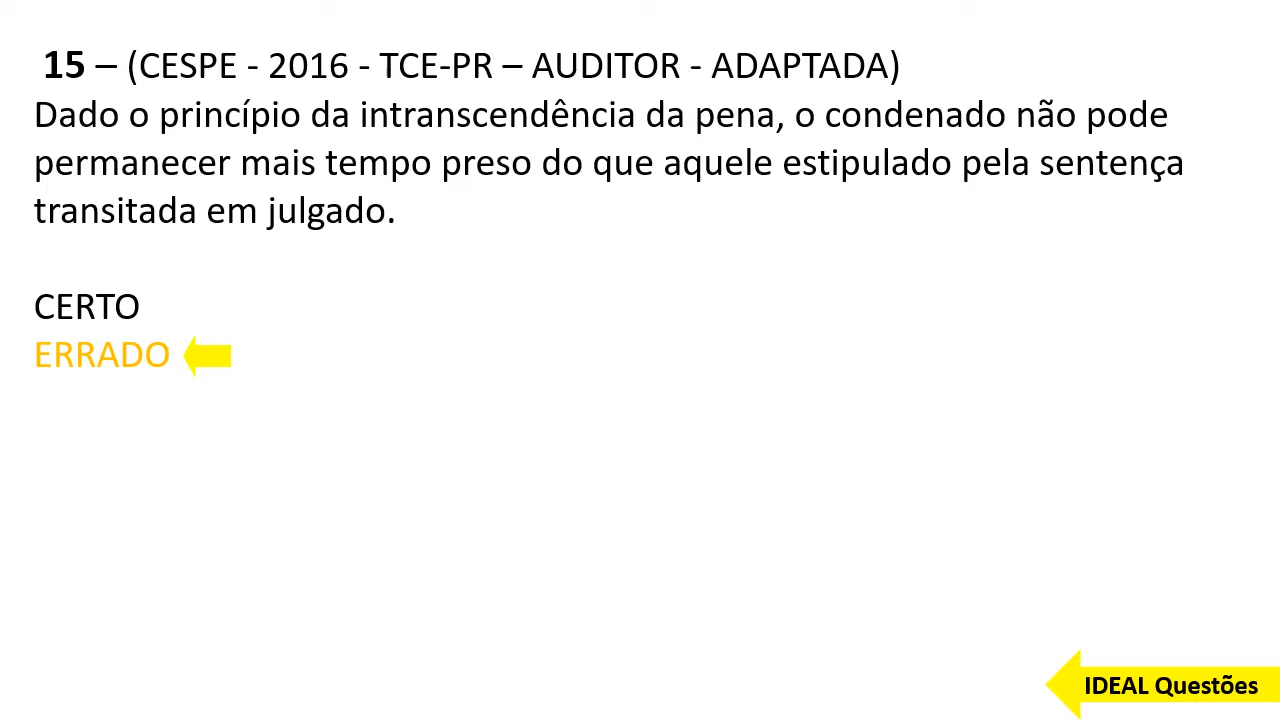 15 – (CESPE - 2016 - TCE-PR – AUDITOR - ADAPTADA)
Dado o princípio da intranscendência da pena, o condenado não pode
permanecer mais tempo preso do que aquele estipulado pela sentença
transitada em julgado.
CERTO
ERRADO
IDEAL Questões